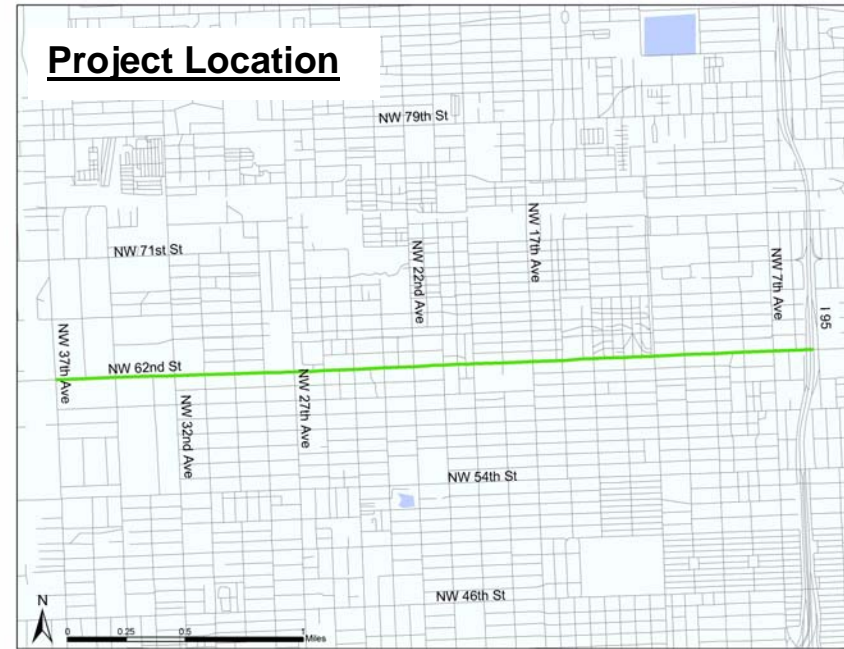 Project Location
NW 79th St
NW 17th Ave
NW 71st St
NW 22nd Ave
NW 7th Ave
I 95
NW 37th Ave
NW 62nd St
NW 27th Ave
NW 32nd Ave
NW 54th St
NW 46th St
N
0 0.25 0.5 1
Miles